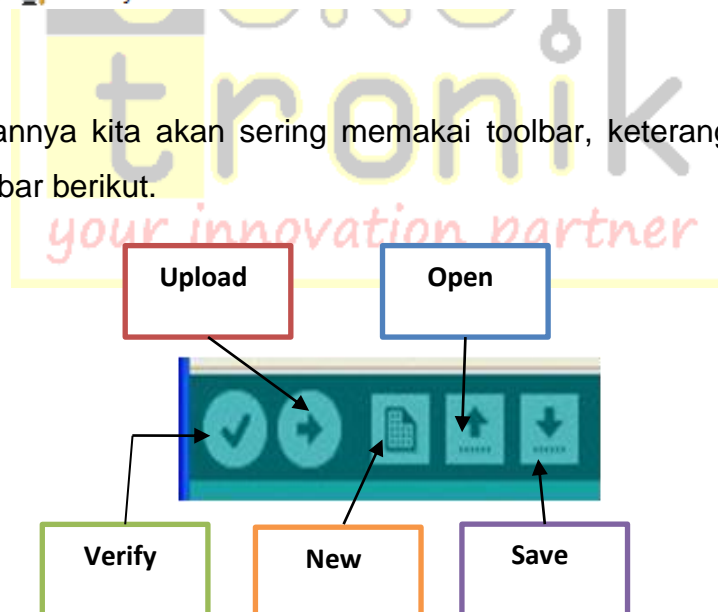 tronik
annya kita akan sering memakai toolbar, keterang
bar berikut.
your innovation partner
Upload
Open
Verify
New
Save